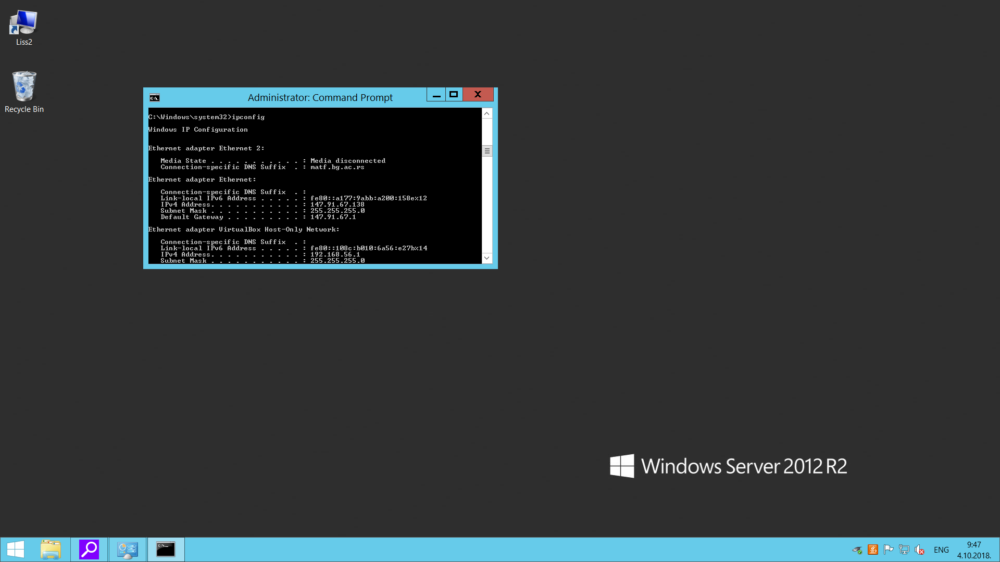 Liss2
Recycle Bin
Administrator: Command Prompt
C:\Windows\system32>ipconfig
Windows IP Configuration
Ethernet adapter Ethernet 2:
Media State . . . . . . . . . . . : Media disconnected
Connection-specific DNS Suffix  . : matf.bg.ac.rs
Ethernet adapter Ethernet:
Connection-specific DNS Suffix  . :
Link-local IPv6 Address . . . . . : fe80::a177:9abb:a200:158e%12
IPv4 Address. . . . . . . . . . . : 147.91.67.138
Subnet Mask . . . . . . . . . . . : 255.255.255.0
Default Gateway . . . . . . . . . : 147.91.67.1
Ethernet adapter VirtualBox Host-Only Network:
Connection-specific DNS Suffix  . :
Link-local IPv6 Address . . . . . : fe80::108c:b010:6a56:e27b%14
IPv4 Address. . . . . . . . . . . : 192.168.56.1
Subnet Mask . . . . . . . . . . . : 255.255.255.0
Windows Server 2012 R2
ENG
9:47
4.10.2018.